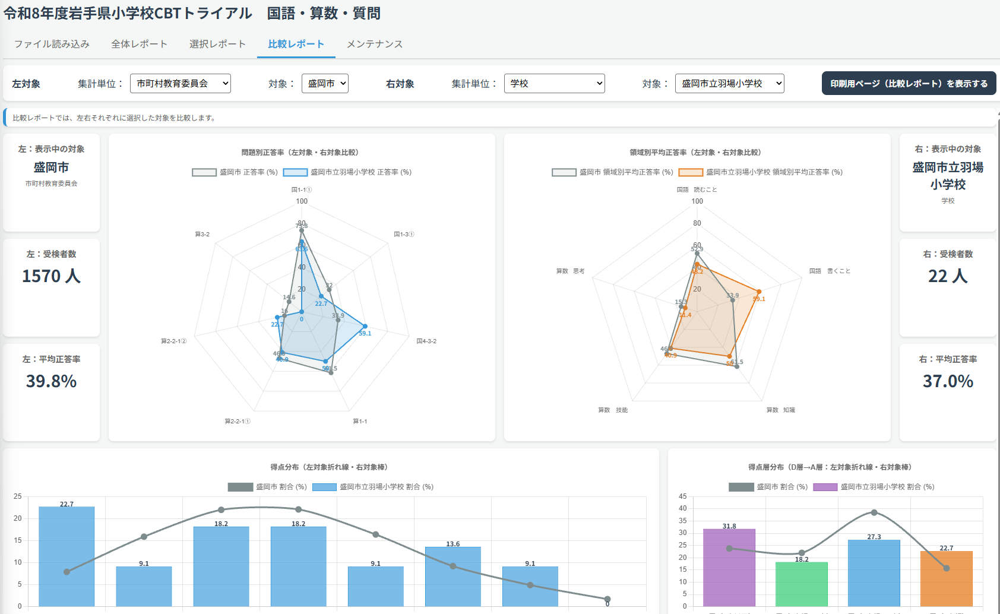 令和8年度岩手県小学校CBTトライアル　国語・算数・質問
ファイル読み込み　全体レポート　選択レポート　比較レポート　メンテナンス
左対象　集計単位：　市町村教育委員会　対象：　盛岡市　右対象　集計単位：　学校　対象：　盛岡市立羽場小学校　印刷用ページ（比較レポート）を表示する
比較レポートでは、左右それぞれに選択した対象を比較します。
左：表示中の対象
盛岡市
市町村教育委員会
左：受検者数
1570 人
左：平均正答率
39.8%
問題別正答率（左対象・右対象比較）
盛岡市 正答率 (%)　盛岡市立羽場小学校 正答率 (%)
国1-1①
100
80
73.8
60
63.6
40
20
算3-2
国1-3①
32
14.6
22.7
16
33.9
22.7
0
59.1
算2-2-1②
国4-3-2
40.9
算2-2-1①
算1-1
領域別平均正答率（左対象・右対象比較）
盛岡市 領域別平均正答率 (%)　盛岡市立羽場小学校 領域別平均正答率 (%)
国語　読むこと
100
80
60
52.9
40
43.2
20
算数　思考
国語　書くこと
33.9
59.1
15.3
11.4
40.9
61.5
算数　技能
算数　知識
右：表示中の対象
盛岡市立羽場
小学校
学校
右：受検者数
22 人
右：平均正答率
37.0%
得点分布（左対象折れ線・右対象棒）
盛岡市 割合 (%)　盛岡市立羽場小学校 割合 (%)
25
20
15
10
5
0
22.7
9.1
18.2
18.2
9.1
13.6
9.1
0
得点層分布（D層→A層：左対象折れ線・右対象棒）
盛岡市 割合 (%)　盛岡市立羽場小学校 割合 (%)
45
40
35
30
25
20
15
10
5
0
31.8
18.2
27.3
22.7